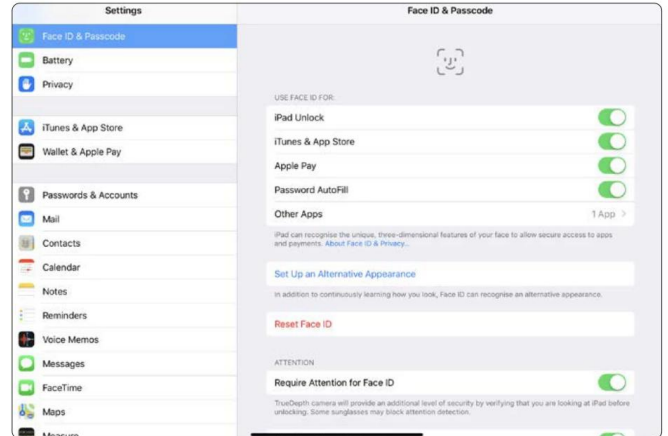 Settings
Face ID & Passcode
Battery
Privacy
iTunes & App Store
Wallet & Apple Pay
Passwords & Accounts
Mail
Contacts
Calendar
Notes
Reminders
Voice Memos
Messages
FaceTime
Maps
Measure
Face ID & Passcode
USE FACE ID FOR:
iPad Unlock
iTunes & App Store
Apple Pay
Password AutoFill
Other Apps 1 App
iPad can recognise the unique, three-dimensional features of your face to allow secure access to apps
and payments. About Face ID & Privacy...
Set Up an Alternative Appearance
In addition to continuously learning how you look, Face ID can recognise an alternative appearance.
Reset Face ID
ATTENTION
Require Attention for Face ID
TrueDepth camera will provide an additional level of security by verifying that you are looking at iPad before
unlocking. Some sunglasses may block attention detection.